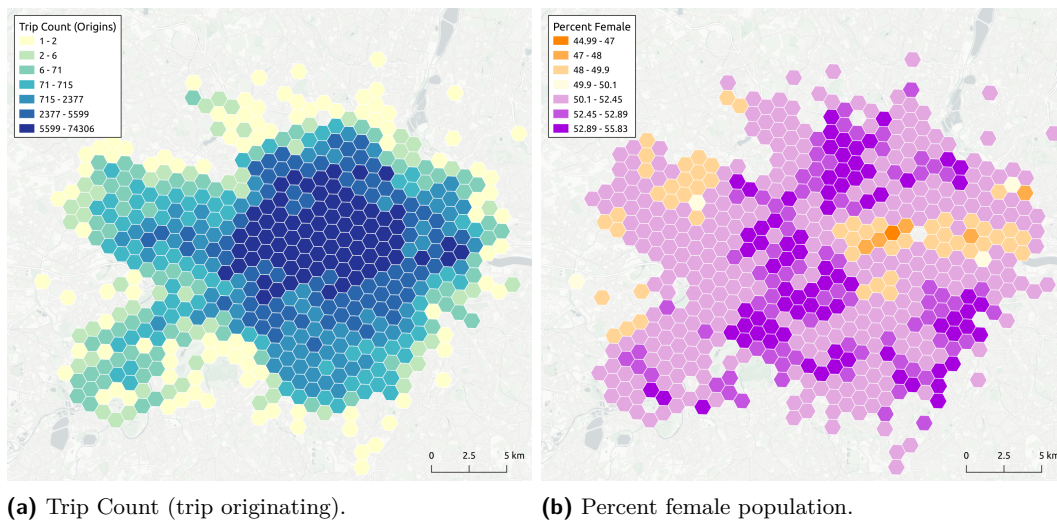 Trip Count (Origins)
1 - 2
2 - 6
6 - 71
71 - 715
715 - 2377
2377 - 5599
5599 - 74306
0 2.5 5 km
(a) Trip Count (trip originating).
Percent Female
44.99 - 47
47 - 48
48 - 49.9
49.9 - 50.1
50.1 - 52.45
52.45 - 52.89
52.89 - 55.83
0 2.5 5 km
(b) Percent female population.